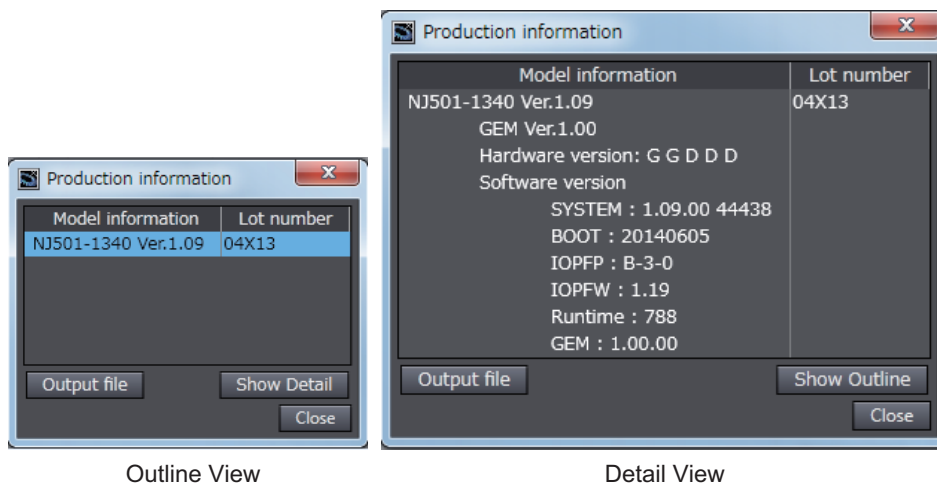 Production information
Model information Lot number
NJ501-1340 Ver.1.09 04X13
Output file Show Detail
Close
Outline View
Production information
Model information Lot number
NJ501-1340 Ver.1.09 04X13
GEM Ver.1.00
Hardware version: G G D D D
Software version
SYSTEM : 1.09.00 44438
BOOT : 20140605
IOPFP : B-3-0
IOPFW : 1.19
Runtime : 788
GEM : 1.00.00
Output file Show Outline
Close
Detail View